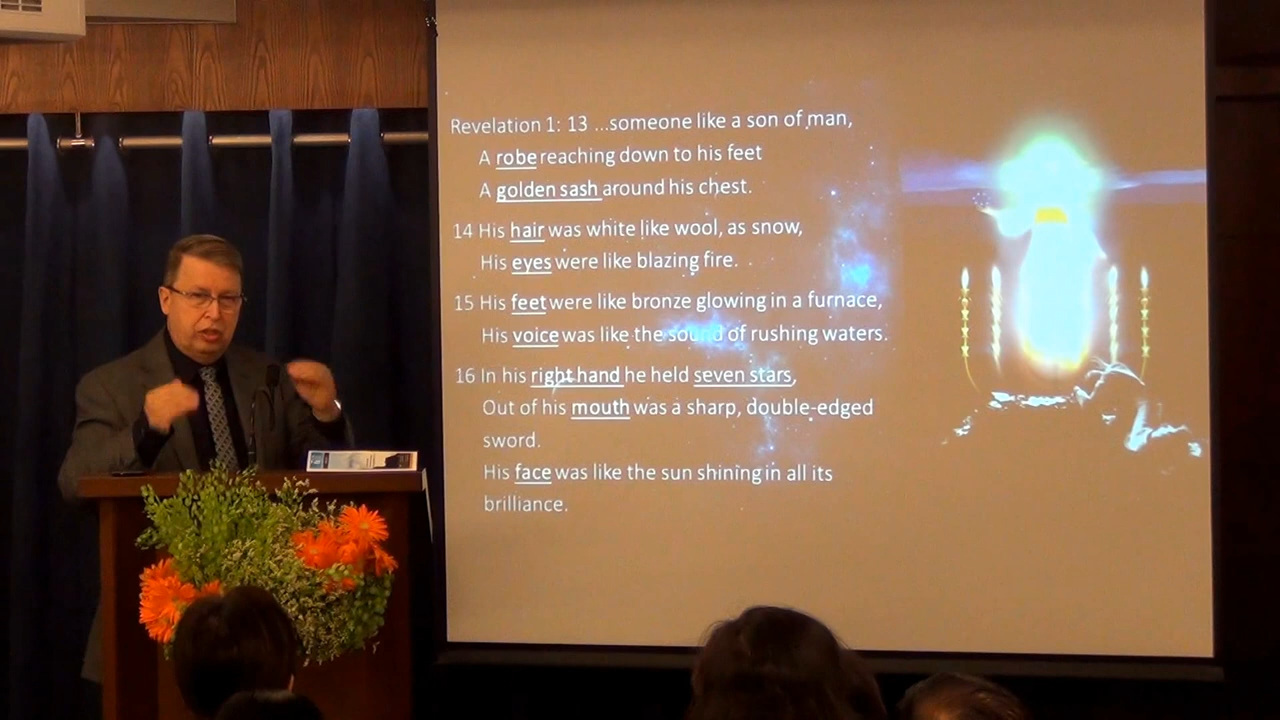 Revelation 1: 13 ...someone like a son of man,
A robe reaching down to his feet
A golden sash around his chest.
14 His hair was white like wool, as snow,
His eyes were like blazing fire.
15 His feet were like bronze glowing in a furnace,
His voice was like the sound of rushing waters.
16 In his right hand he held seven stars,
Out of his mouth was a sharp, double-edged
sword.
His face was like the sun shining in all its
brilliance.